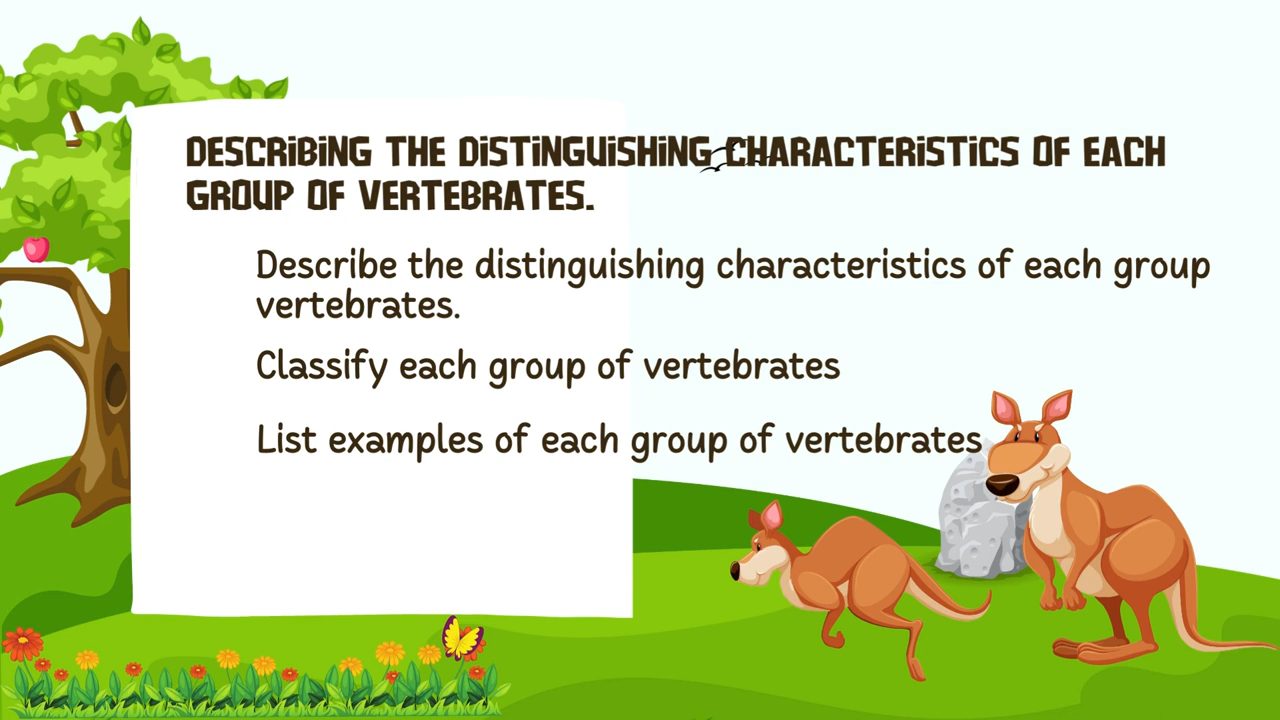 DESCRIBING THE DISTINGUISHING CHARACTERISTICS OF EACH
GROUP OF VERTEBRATES.
Describe the distinguishing characteristics of each group
vertebrates.
Classify each group of vertebrates
List examples of each group of vertebrates